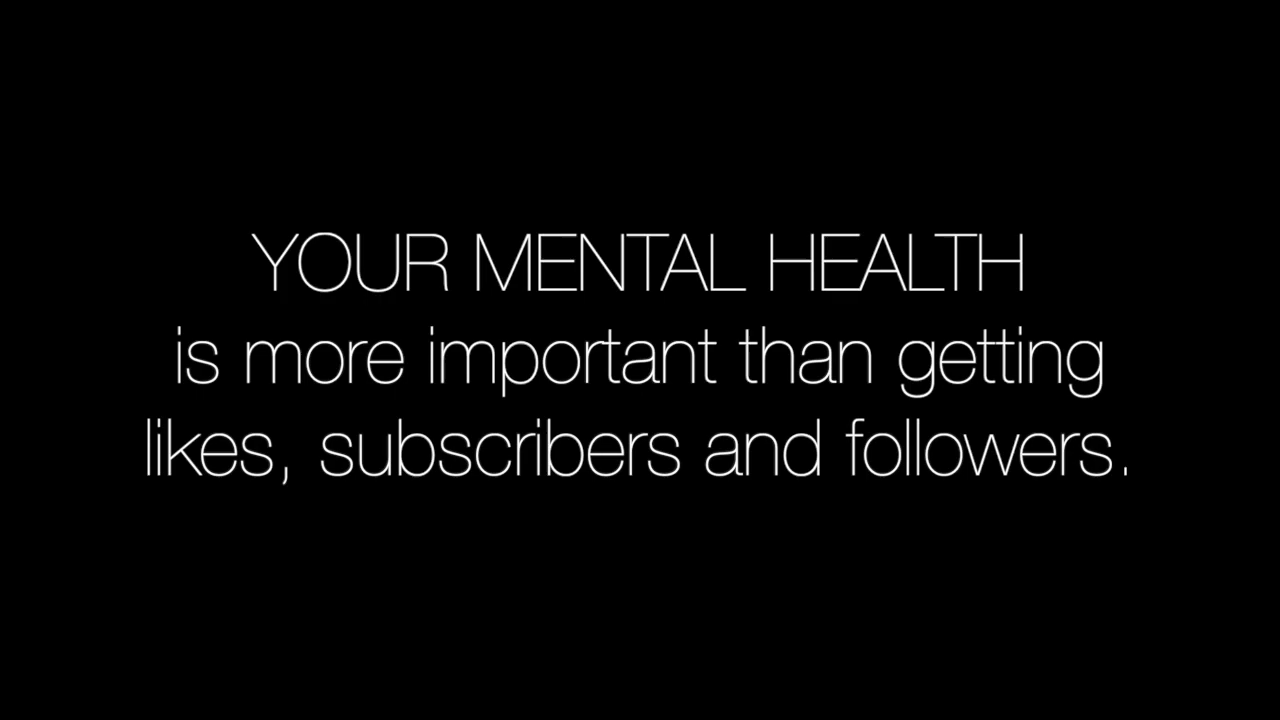 YOUR MENTAL HEALTH
is more important than getting
likes, subscribers and followers.